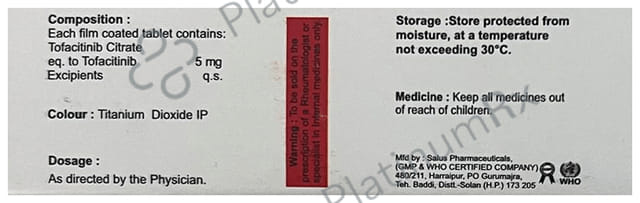 Composition :
Each film coated tablet contains:
Tofacitinib Citrate
eq. to Tofacitinib 5 mg
Excipients q.s.
Colour : Titanium Dioxide IP
Dosage :
As directed by the Physician.
Warning : To be sold on the
prescription of a Rheumatologist or
specialist in Internal medicines only.
Storage :Store protected from
moisture, at a temperature
not exceeding 30°C.
Medicine : Keep all medicines out
of reach of children.
Mfd by : Salus Pharmaceuticals,
(GMP & WHO CERTIFIED COMPANY)
480/211, Harraipur, PO Gurumajra,
Teh. Baddi, Distt.-Solan (H.P.) 173 205
WHO
PlatinumRx